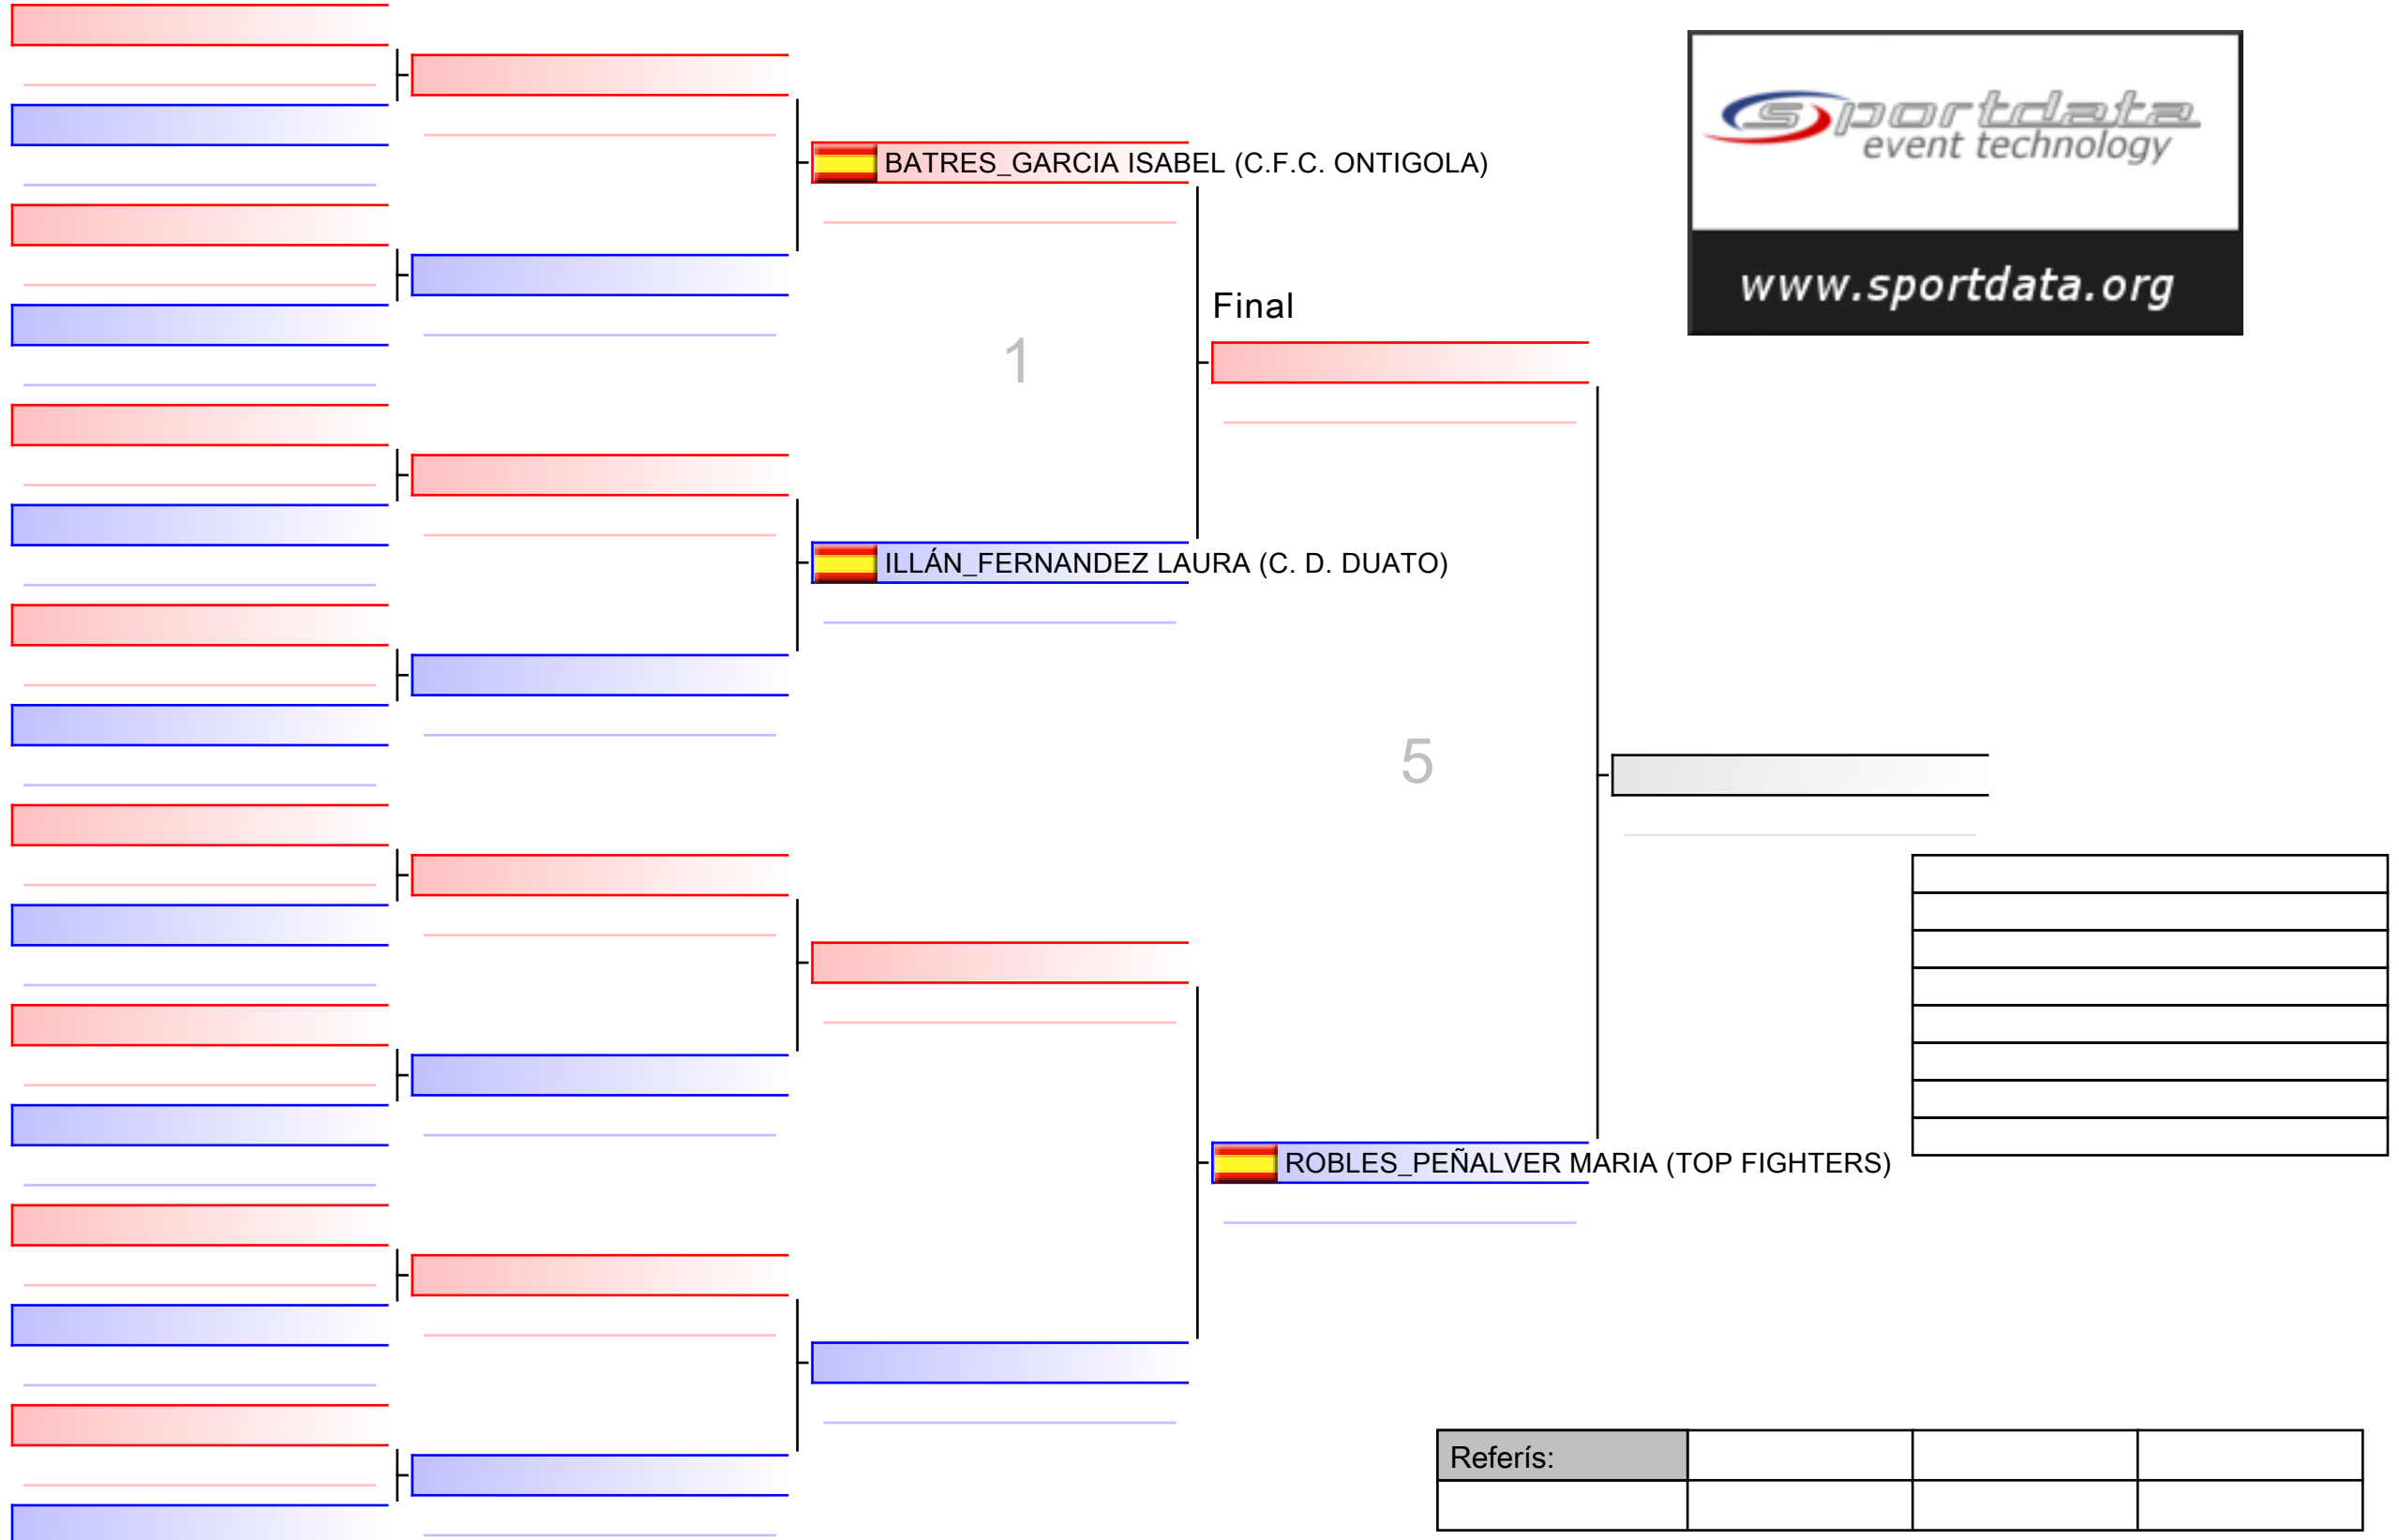 sportdata
event technology
www.sportdata.org
BATRES_GARCIA ISABEL (C.F.C. ONTIGOLA)
Final
1
ILLÁN_FERNANDEZ LAURA (C. D. DUATO)
5
ROBLES_PEÑALVER MARIA (TOP FIGHTERS)
Referís: